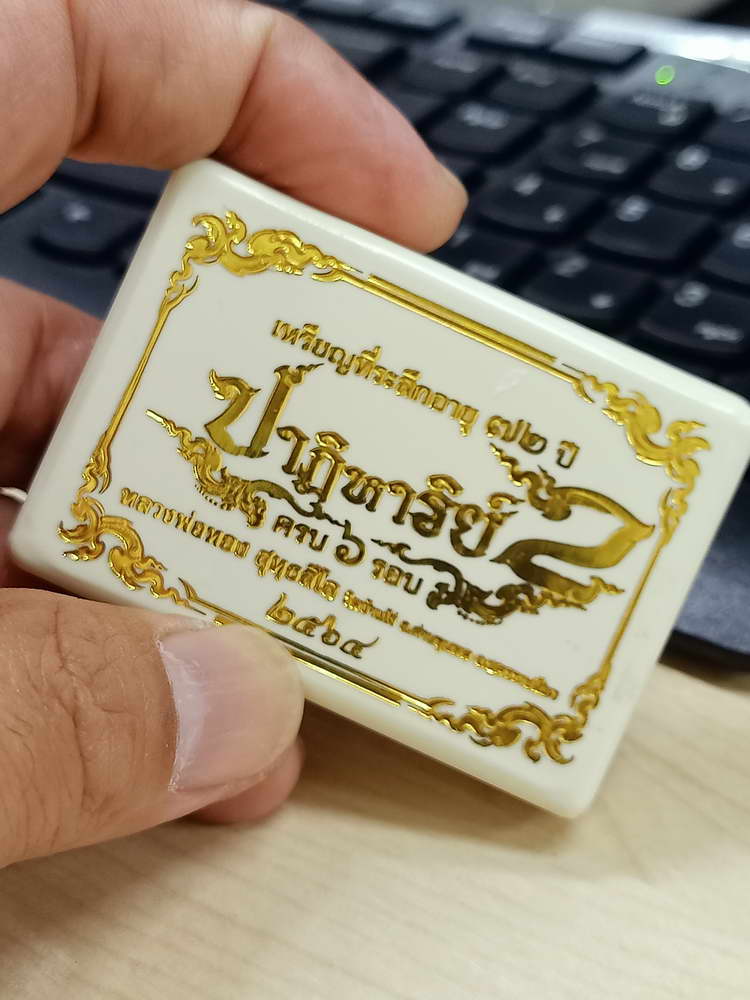 เหรียญที่ระลึกอายุ ๗๒ ปี
ปาฏิหาริย์
ครบ ๖ รอบ
หลวงพ่อทอง สุทธสีโล
๒๕๖๔